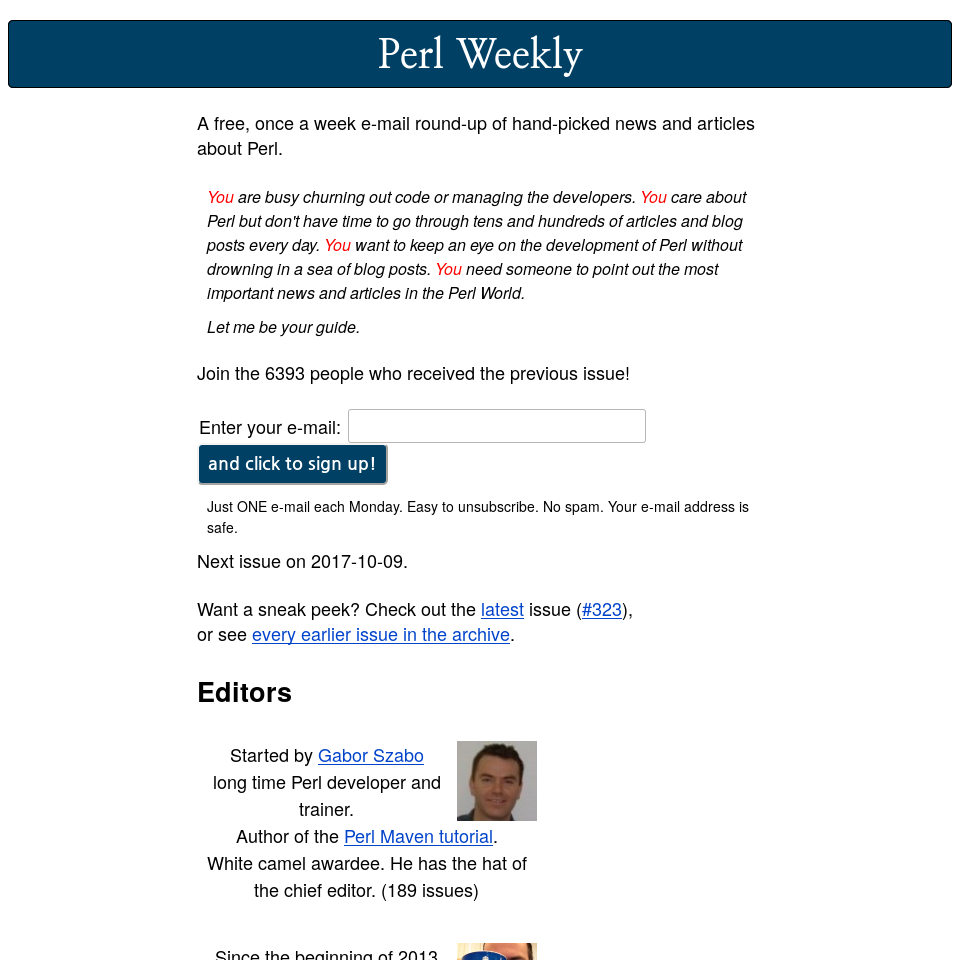 Perl Weekly
A free, once a week e-mail round-up of hand-picked news and articles
about Perl.
You are busy churning out code or managing the developers. You care about
Perl but don't have time to go through tens and hundreds of articles and blog
posts every day. You want to keep an eye on the development of Perl without
drowning in a sea of blog posts. You need someone to point out the most
important news and articles in the Perl World.
Let me be your guide.
Join the 6393 people who received the previous issue!
Enter your e-mail:
and click to sign up!
Just ONE e-mail each Monday. Easy to unsubscribe. No spam. Your e-mail address is
safe.
Next issue on 2017-10-09.
Want a sneak peek? Check out the latest issue (#323),
or see every earlier issue in the archive.
Editors
Started by Gabor Szabo
long time Perl developer and
trainer.
Author of the Perl Maven tutorial.
White camel awardee. He has the hat of
the chief editor. (189 issues)
Since the beginning of 2013